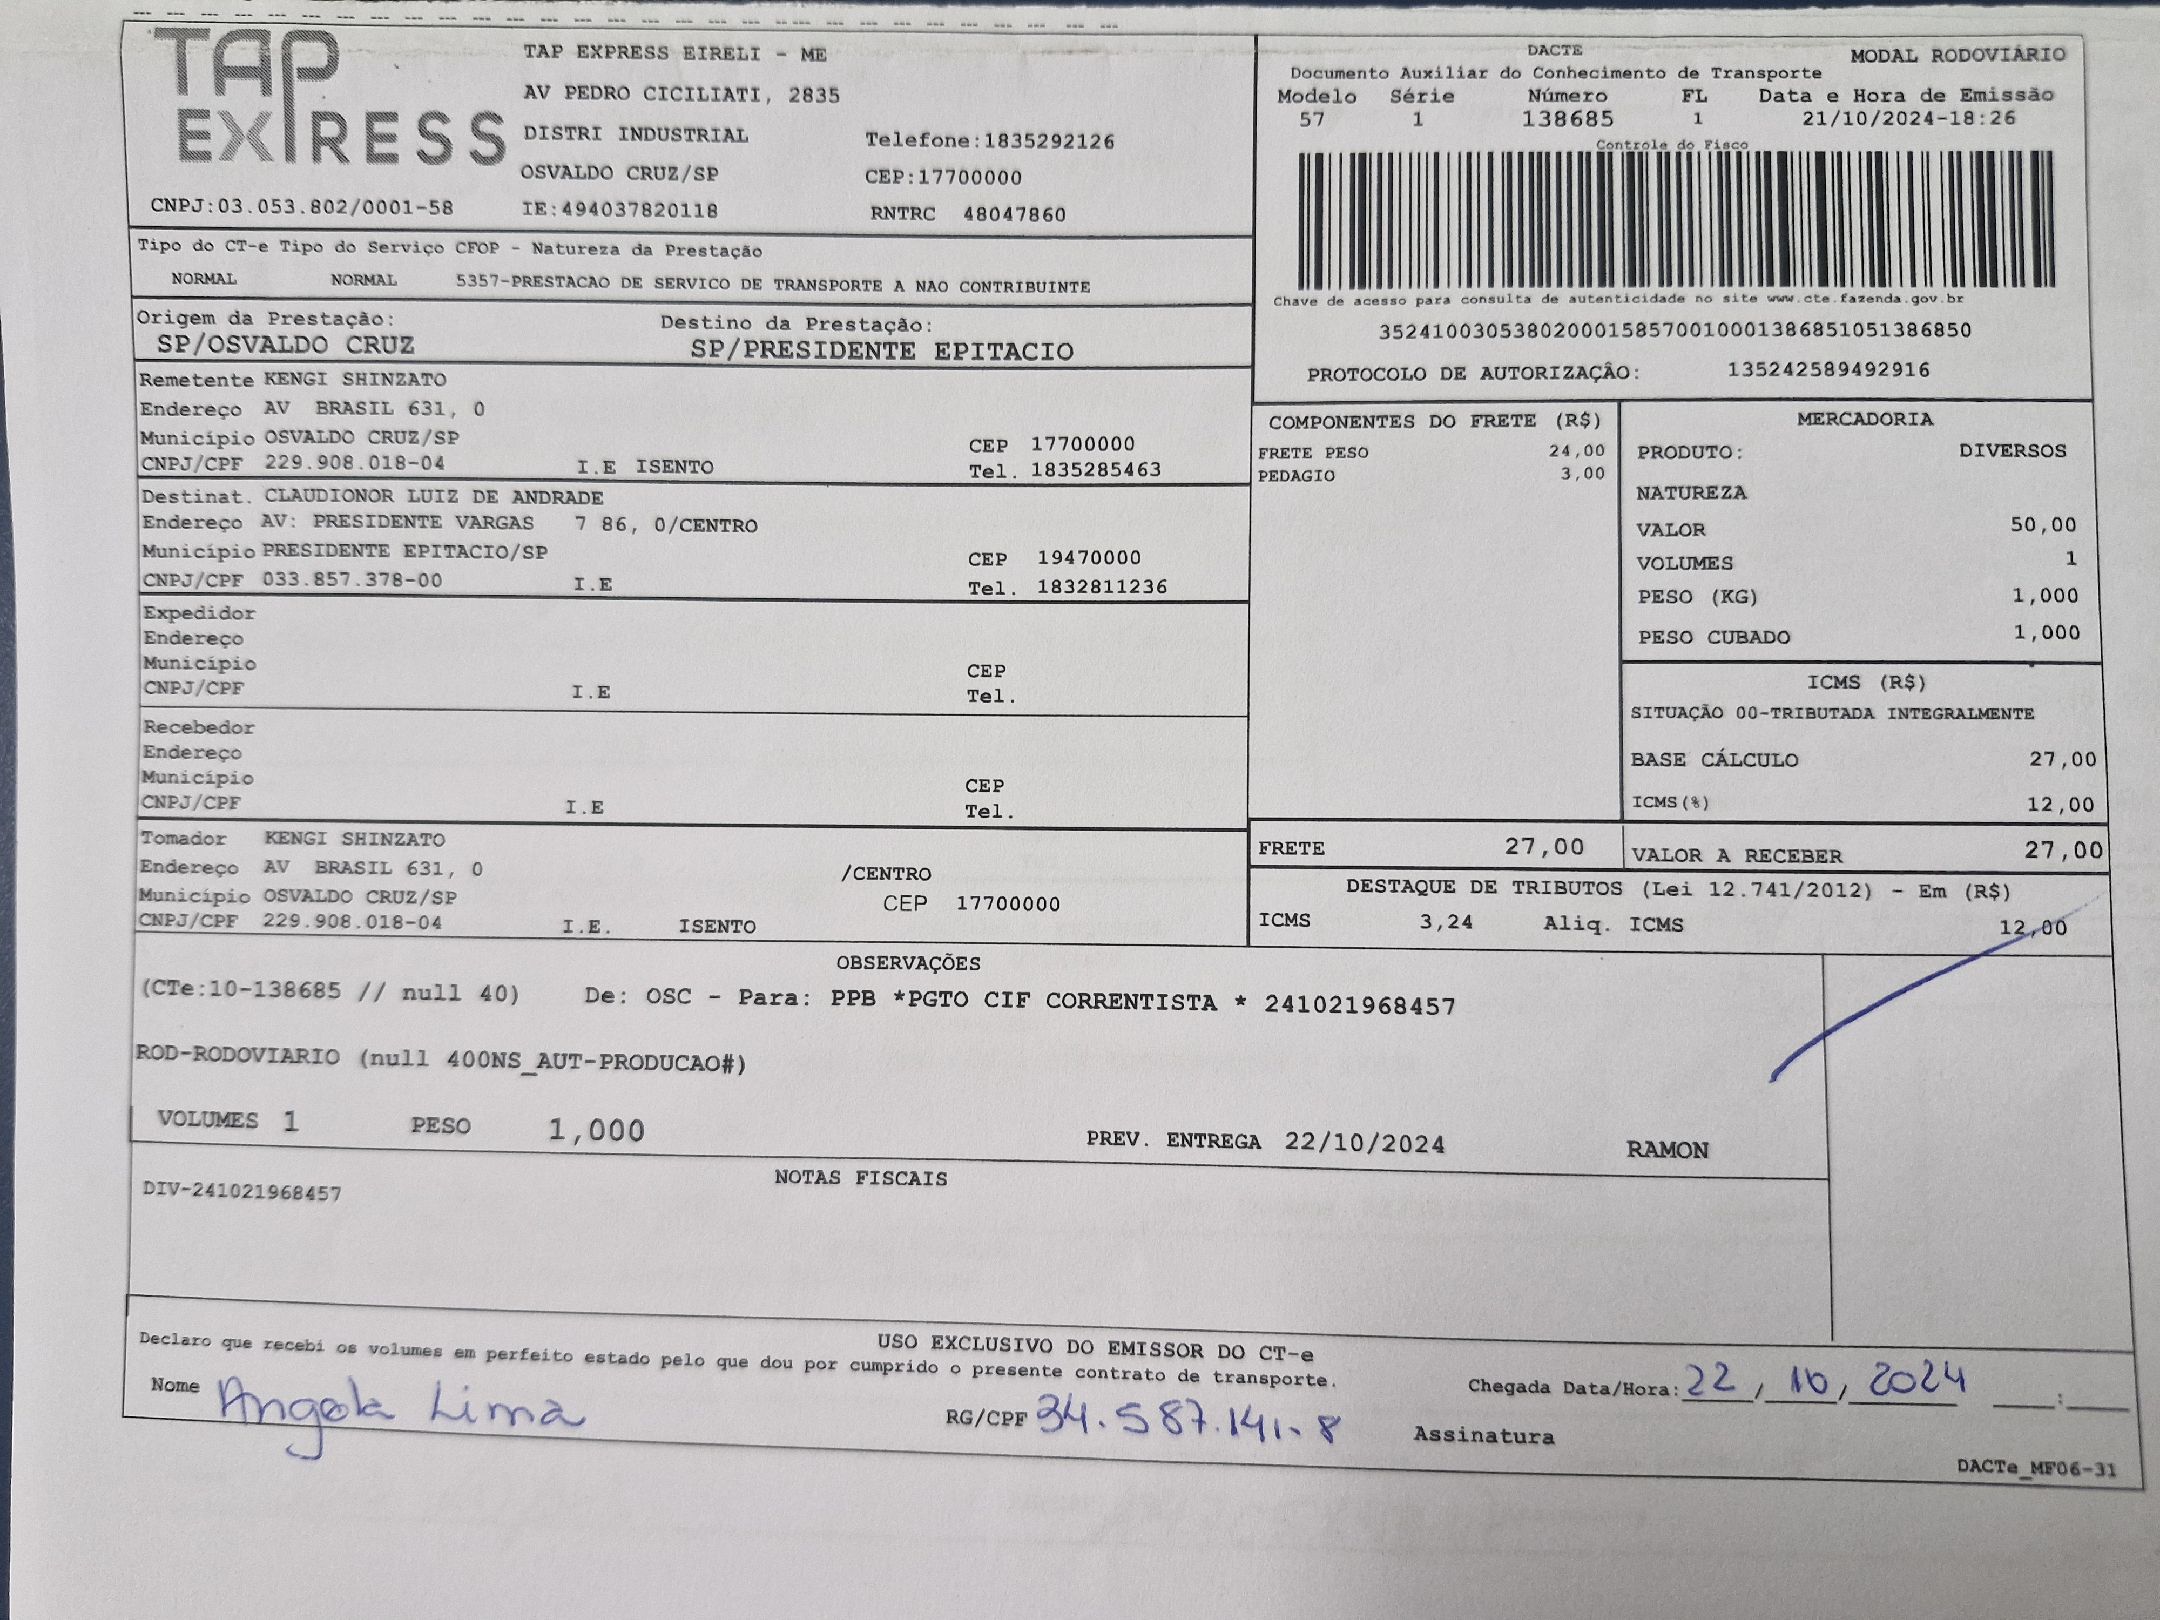 TAP EXPRESS
TAP EXPRESS EIRELI - ME
AV PEDRO CICILIATI, 2835
DISTRI INDUSTRIAL Telefone:1835292126
OSVALDO CRUZ/SP CEP:17700000
CNPJ:03.053.802/0001-58 IE:494037820118 RNTRC 48047860
DACTE MODAL RODOVIÁRIO
Documento Auxiliar do Conhecimento de Transporte
Modelo Série Número FL Data e Hora de Emissão
57 1 138685 1 21/10/2024-18:26
Controle do Fisco
Chave de acesso para consulta de autenticidade no site www.cte.fazenda.gov.br
35241003053802000158570010001386851051386850
PROTOCOLO DE AUTORIZAÇÃO: 135242589492916
Tipo do CT-e Tipo do Serviço CFOP - Natureza da Prestação
NORMAL NORMAL 5357-PRESTACAO DE SERVICO DE TRANSPORTE A NAO CONTRIBUINTE
Origem da Prestação: Destino da Prestação:
SP/OSVALDO CRUZ SP/PRESIDENTE EPITACIO
Remetente KENGI SHINZATO
Endereço AV BRASIL 631, 0
Município OSVALDO CRUZ/SP CEP 17700000
CNPJ/CPF 229.908.018-04 I.E ISENTO Tel. 1835285463
Destinat. CLAUDIONOR LUIZ DE ANDRADE
Endereço AV: PRESIDENTE VARGAS 7 86, 0/CENTRO
Município PRESIDENTE EPITACIO/SP CEP 19470000
CNPJ/CPF 033.857.378-00 I.E Tel. 1832811236
Expedidor
Endereço
Município CEP
CNPJ/CPF I.E Tel.
Recebedor
Endereço
Município CEP
CNPJ/CPF I.E Tel.
Tomador KENGI SHINZATO
Endereço AV BRASIL 631, 0 /CENTRO
Município OSVALDO CRUZ/SP CEP 17700000
CNPJ/CPF 229.908.018-04 I.E. ISENTO
COMPONENTES DO FRETE (R$)
FRETE PESO 24,00
PEDAGIO 3,00
MERCADORIA
PRODUTO: DIVERSOS
NATUREZA
VALOR 50,00
VOLUMES 1
PESO (KG) 1,000
PESO CUBADO 1,000
ICMS (R$)
SITUAÇÃO 00-TRIBUTADA INTEGRALMENTE
BASE CÁLCULO 27,00
ICMS(%) 12,00
FRETE 27,00 VALOR A RECEBER 27,00
DESTAQUE DE TRIBUTOS (Lei 12.741/2012) - Em (R$)
ICMS 3,24 Aliq. ICMS 12,00
OBSERVAÇÕES
(CTe:10-138685 // null 40) De: OSC - Para: PPB *PGTO CIF CORRENTISTA * 241021968457
ROD-RODOVIARIO (null 400NS_AUT-PRODUCAO#)
VOLUMES 1 PESO 1,000 PREV. ENTREGA 22/10/2024 RAMON
NOTAS FISCAIS
DIV-241021968457
USO EXCLUSIVO DO EMISSOR DO CT-e
Declaro que recebi os volumes em perfeito estado pelo que dou por cumprido o presente contrato de transporte.
Nome Angela Lima RG/CPF 34.587.141-8 Chegada Data/Hora: 22/10/2024 :
Assinatura
DACTe_MF06-31